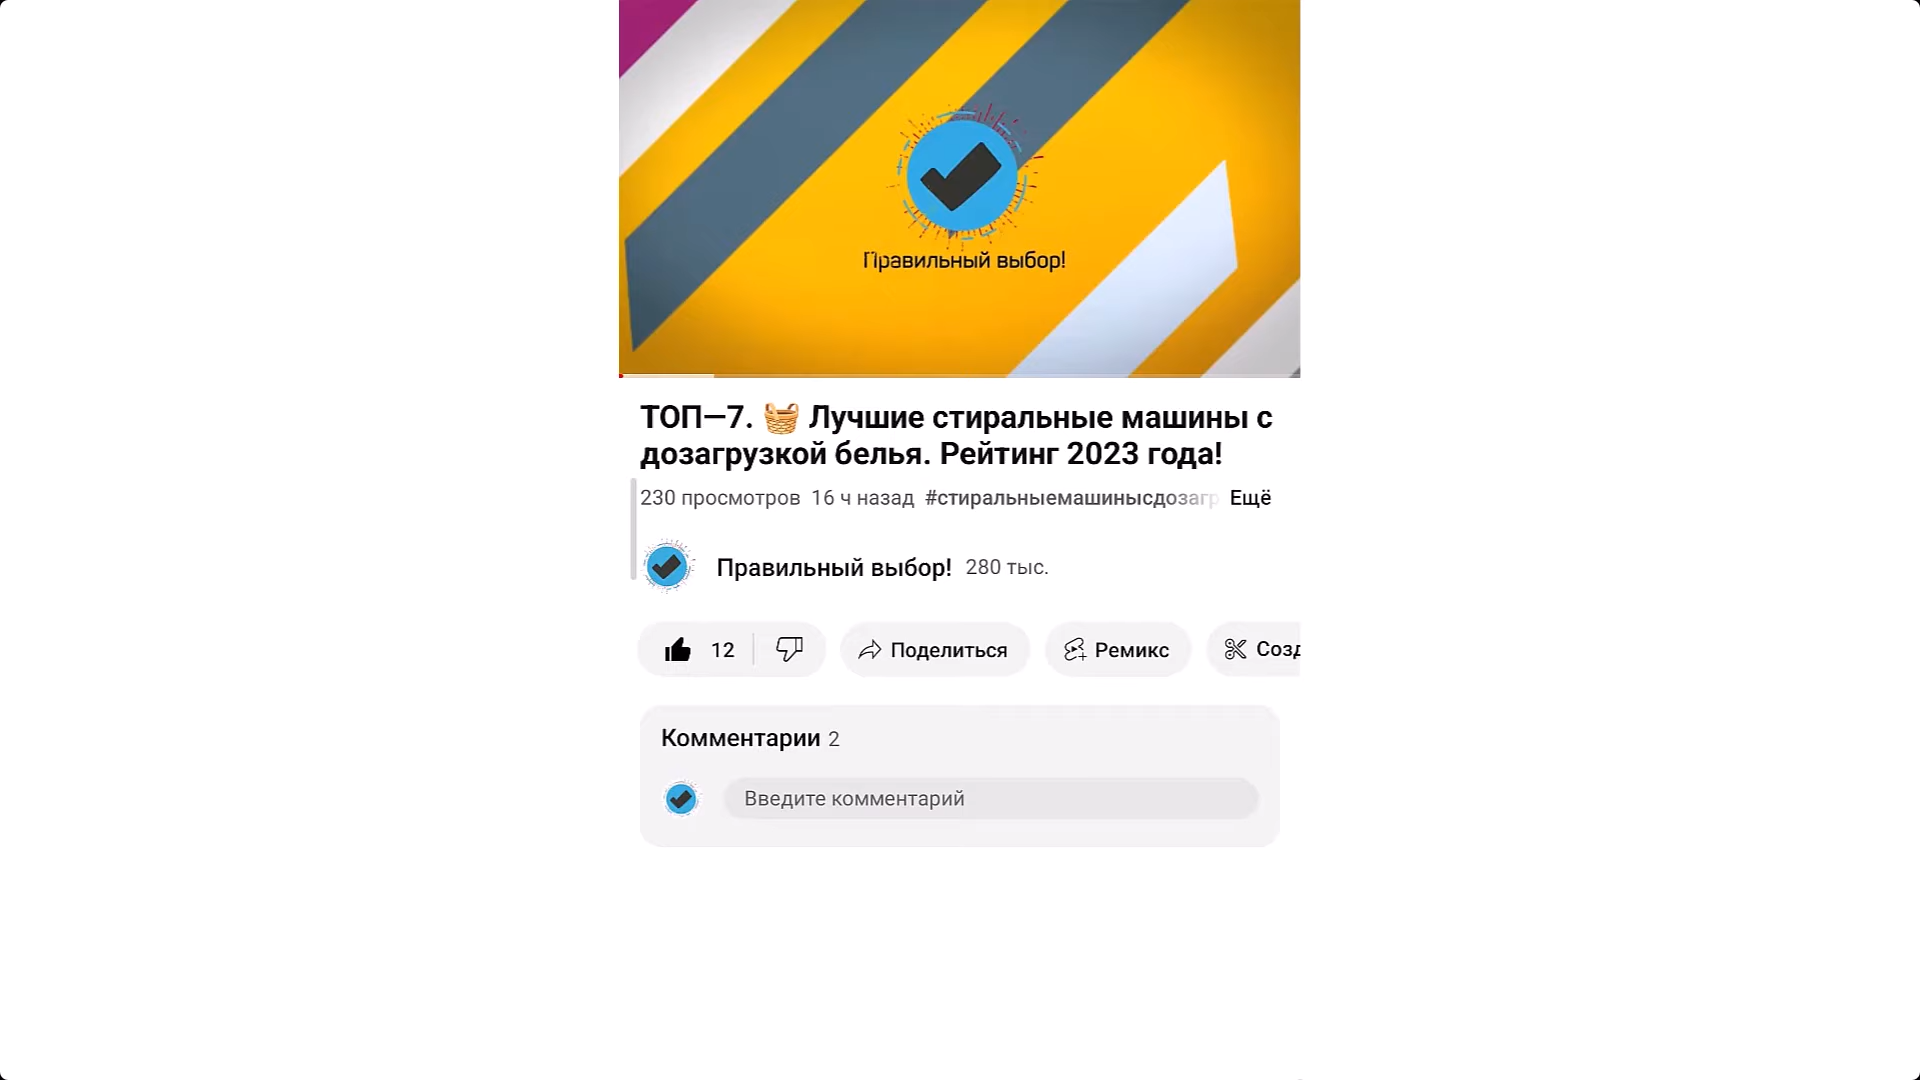 Правильный выбор!
ТОП—7. 🧺 Лучшие стиральные машины с
дозагрузкой белья. Рейтинг 2023 года!
230 просмотров 16 ч назад #стиральныемашинысдозагр Ещё
Правильный выбор! 280 тыс.
12 Поделиться Ремикс Созд
Комментарии 2
Введите комментарий